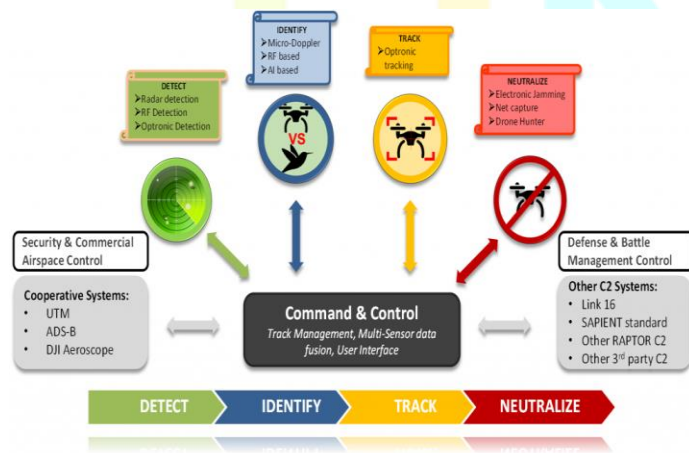 DETECT
Radar detection
RF Detection
Optronic Detection
IDENTIFY
Micro-Doppler
RF based
AI based
VS
TRACK
Optronic
tracking
NEUTRALIZE
Electronic Jamming
Net capture
Drone Hunter
Security & Commercial
Airspace Control
Cooperative Systems:
• UTM
• ADS-B
• DJI Aeroscope
Command & Control
Track Management, Multi-Sensor data
fusion, User Interface
Defense & Battle
Management Control
Other C2 Systems:
• Link 16
• SAPIENT standard
• Other RAPTOR C2
• Other 3rd party C2
DETECT
IDENTIFY
TRACK
NEUTRALIZE